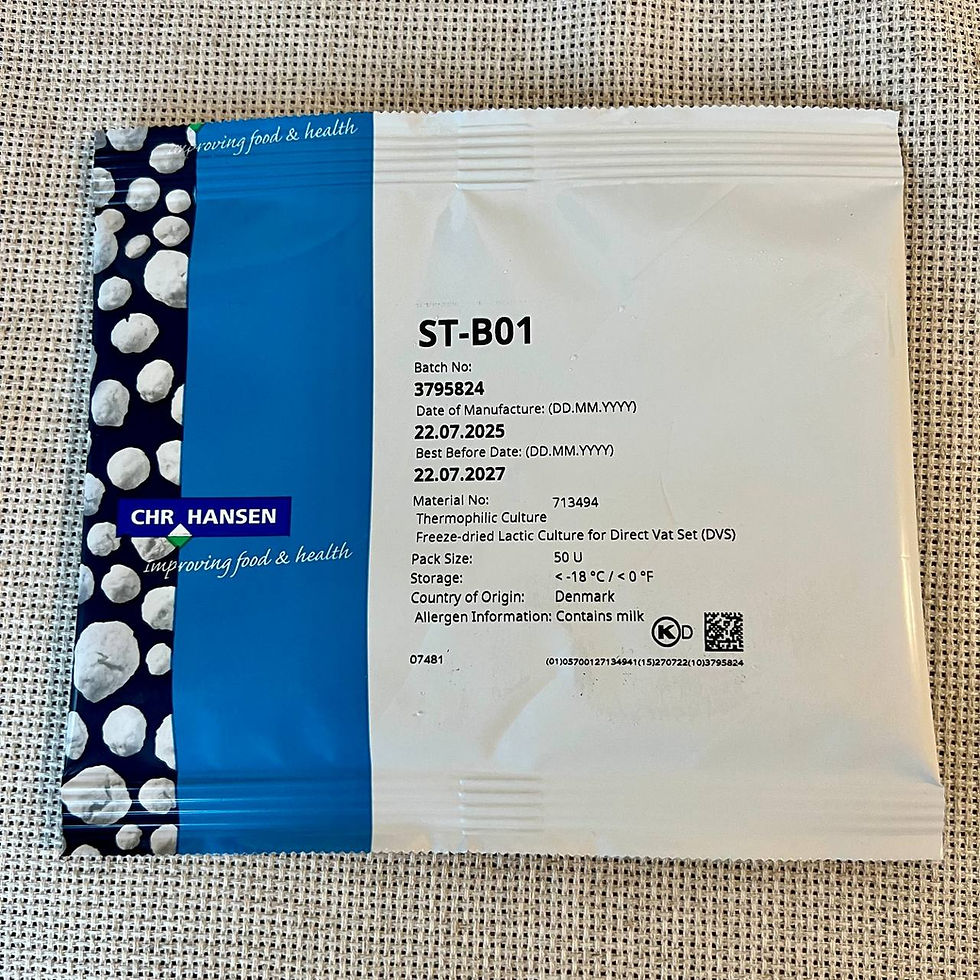 improving food & health
ST-B01
Batch No:
3795824
Date of Manufacture: (DD.MM.YYYY)
22.07.2025
Best Before Date: (DD.MM.YYYY)
22.07.2027
Material No: 713494
Thermophilic Culture
Freeze-dried Lactic Culture for Direct Vat Set (DVS)
CHR HANSEN
improving food & health
Pack Size: 50 U
Storage: < -18 °C / < 0 °F
Country of Origin: Denmark
Allergen Information: Contains milk
K D
07481 (01)05700127134941(15)270722(10)3795824